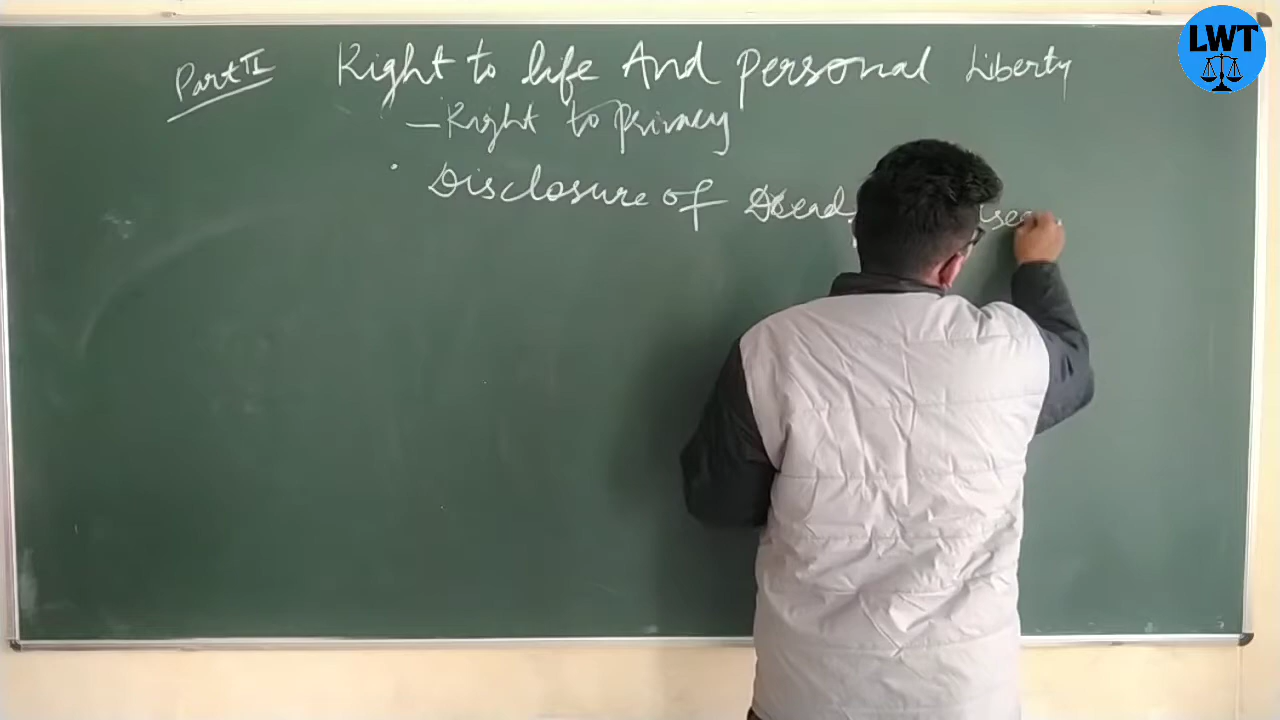 Part II Right to life And Personal Liberty
- Right to Privacy
Disclosure of
LWT